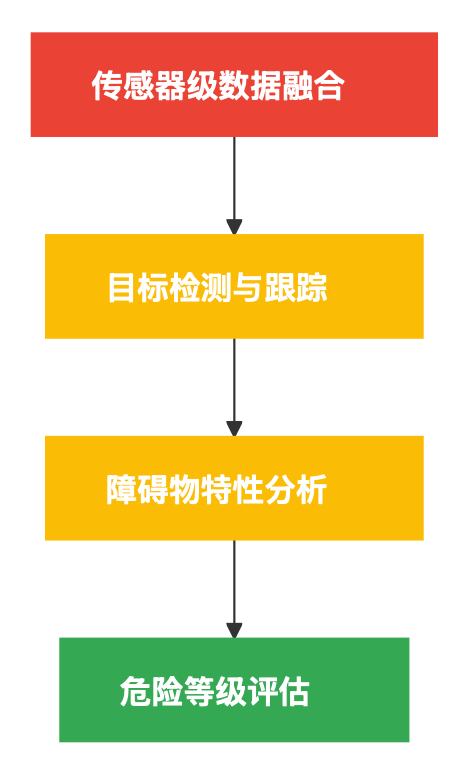 传感器级数据融合
目标检测与跟踪
障碍物特性分析
危险等级评估